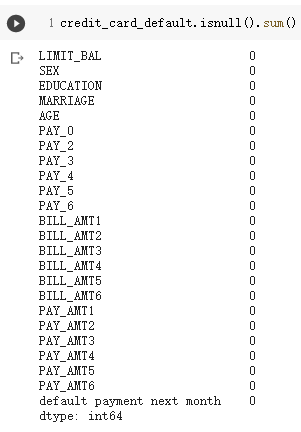 1 credit_card_default.isnull().sum()
LIMIT_BAL 0
SEX 0
EDUCATION 0
MARRIAGE 0
AGE 0
PAY_0 0
PAY_2 0
PAY_3 0
PAY_4 0
PAY_5 0
PAY_6 0
BILL_AMT1 0
BILL_AMT2 0
BILL_AMT3 0
BILL_AMT4 0
BILL_AMT5 0
BILL_AMT6 0
PAY_AMT1 0
PAY_AMT2 0
PAY_AMT3 0
PAY_AMT4 0
PAY_AMT5 0
PAY_AMT6 0
default payment next month 0
dtype: int64